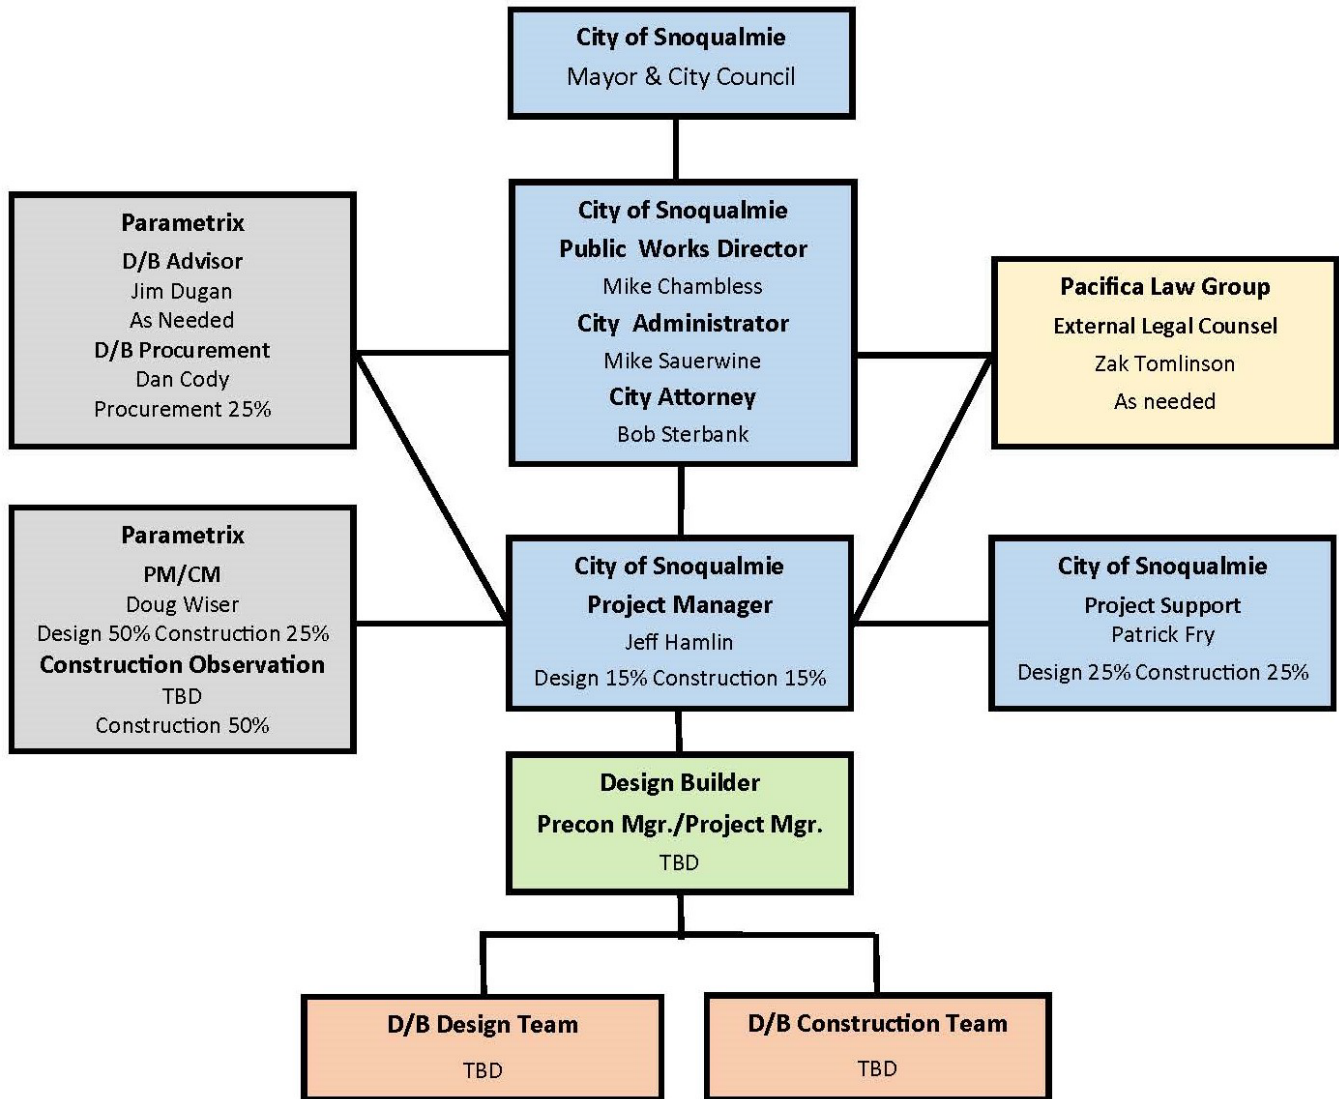 City of Snoqualmie
Mayor & City Council
Parametrix
D/B Advisor
Jim Dugan
As Needed
D/B Procurement
Dan Cody
Procurement 25%
City of Snoqualmie
Public Works Director
Mike Chambless
City Administrator
Mike Sauerwine
City Attorney
Bob Sterbank
Pacifica Law Group
External Legal Counsel
Zak Tomlinson
As needed
Parametrix
PM/CM
Doug Wiser
Design 50% Construction 25%
Construction Observation
TBD
Construction 50%
City of Snoqualmie
Project Manager
Jeff Hamlin
Design 15% Construction 15%
City of Snoqualmie
Project Support
Patrick Fry
Design 25% Construction 25%
Design Builder
Precon Mgr./Project Mgr.
TBD
D/B Design Team
TBD
D/B Construction Team
TBD